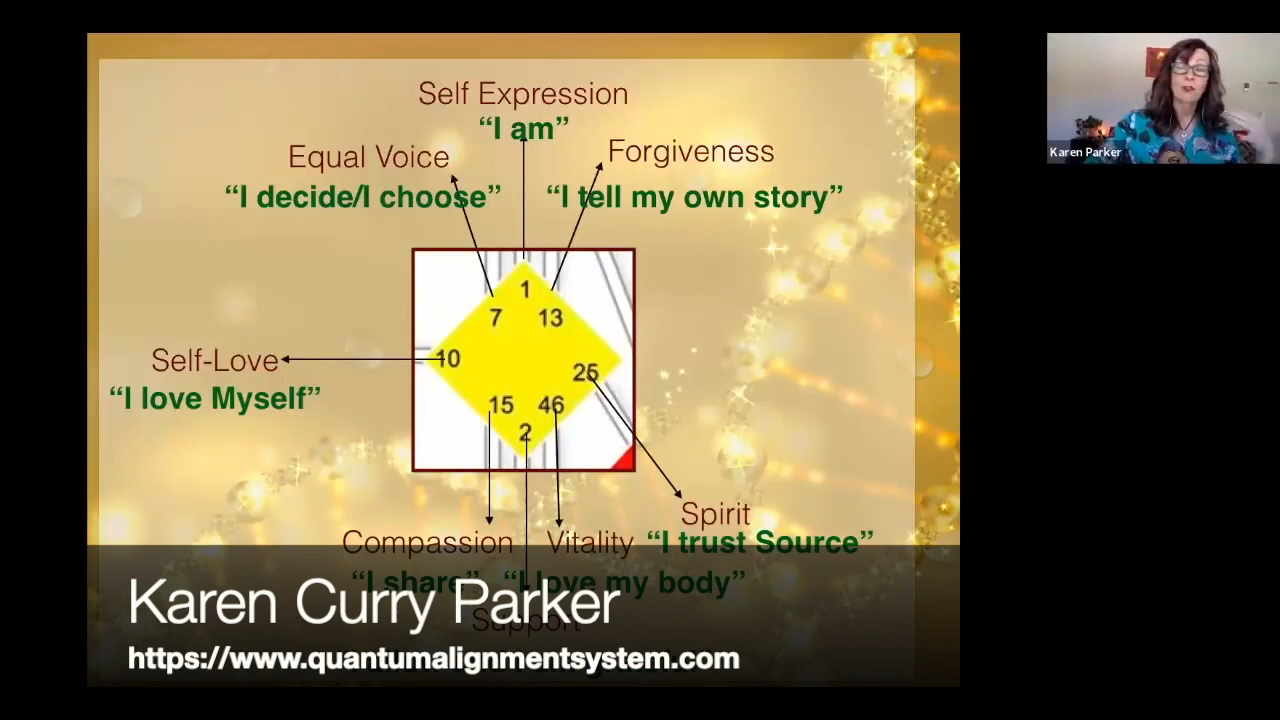 Self Expression
“I am”
Equal Voice
Forgiveness
“I decide/I choose”
“I tell my own story”
1
7
13
10
25
15
46
2
Self-Love
“I love Myself”
Spirit
Compassion
Vitality
“I trust Source”
“I share”
“I love my body”
Support
Karen Curry Parker
https://www.quantumalignmentsystem.com
Karen Parker